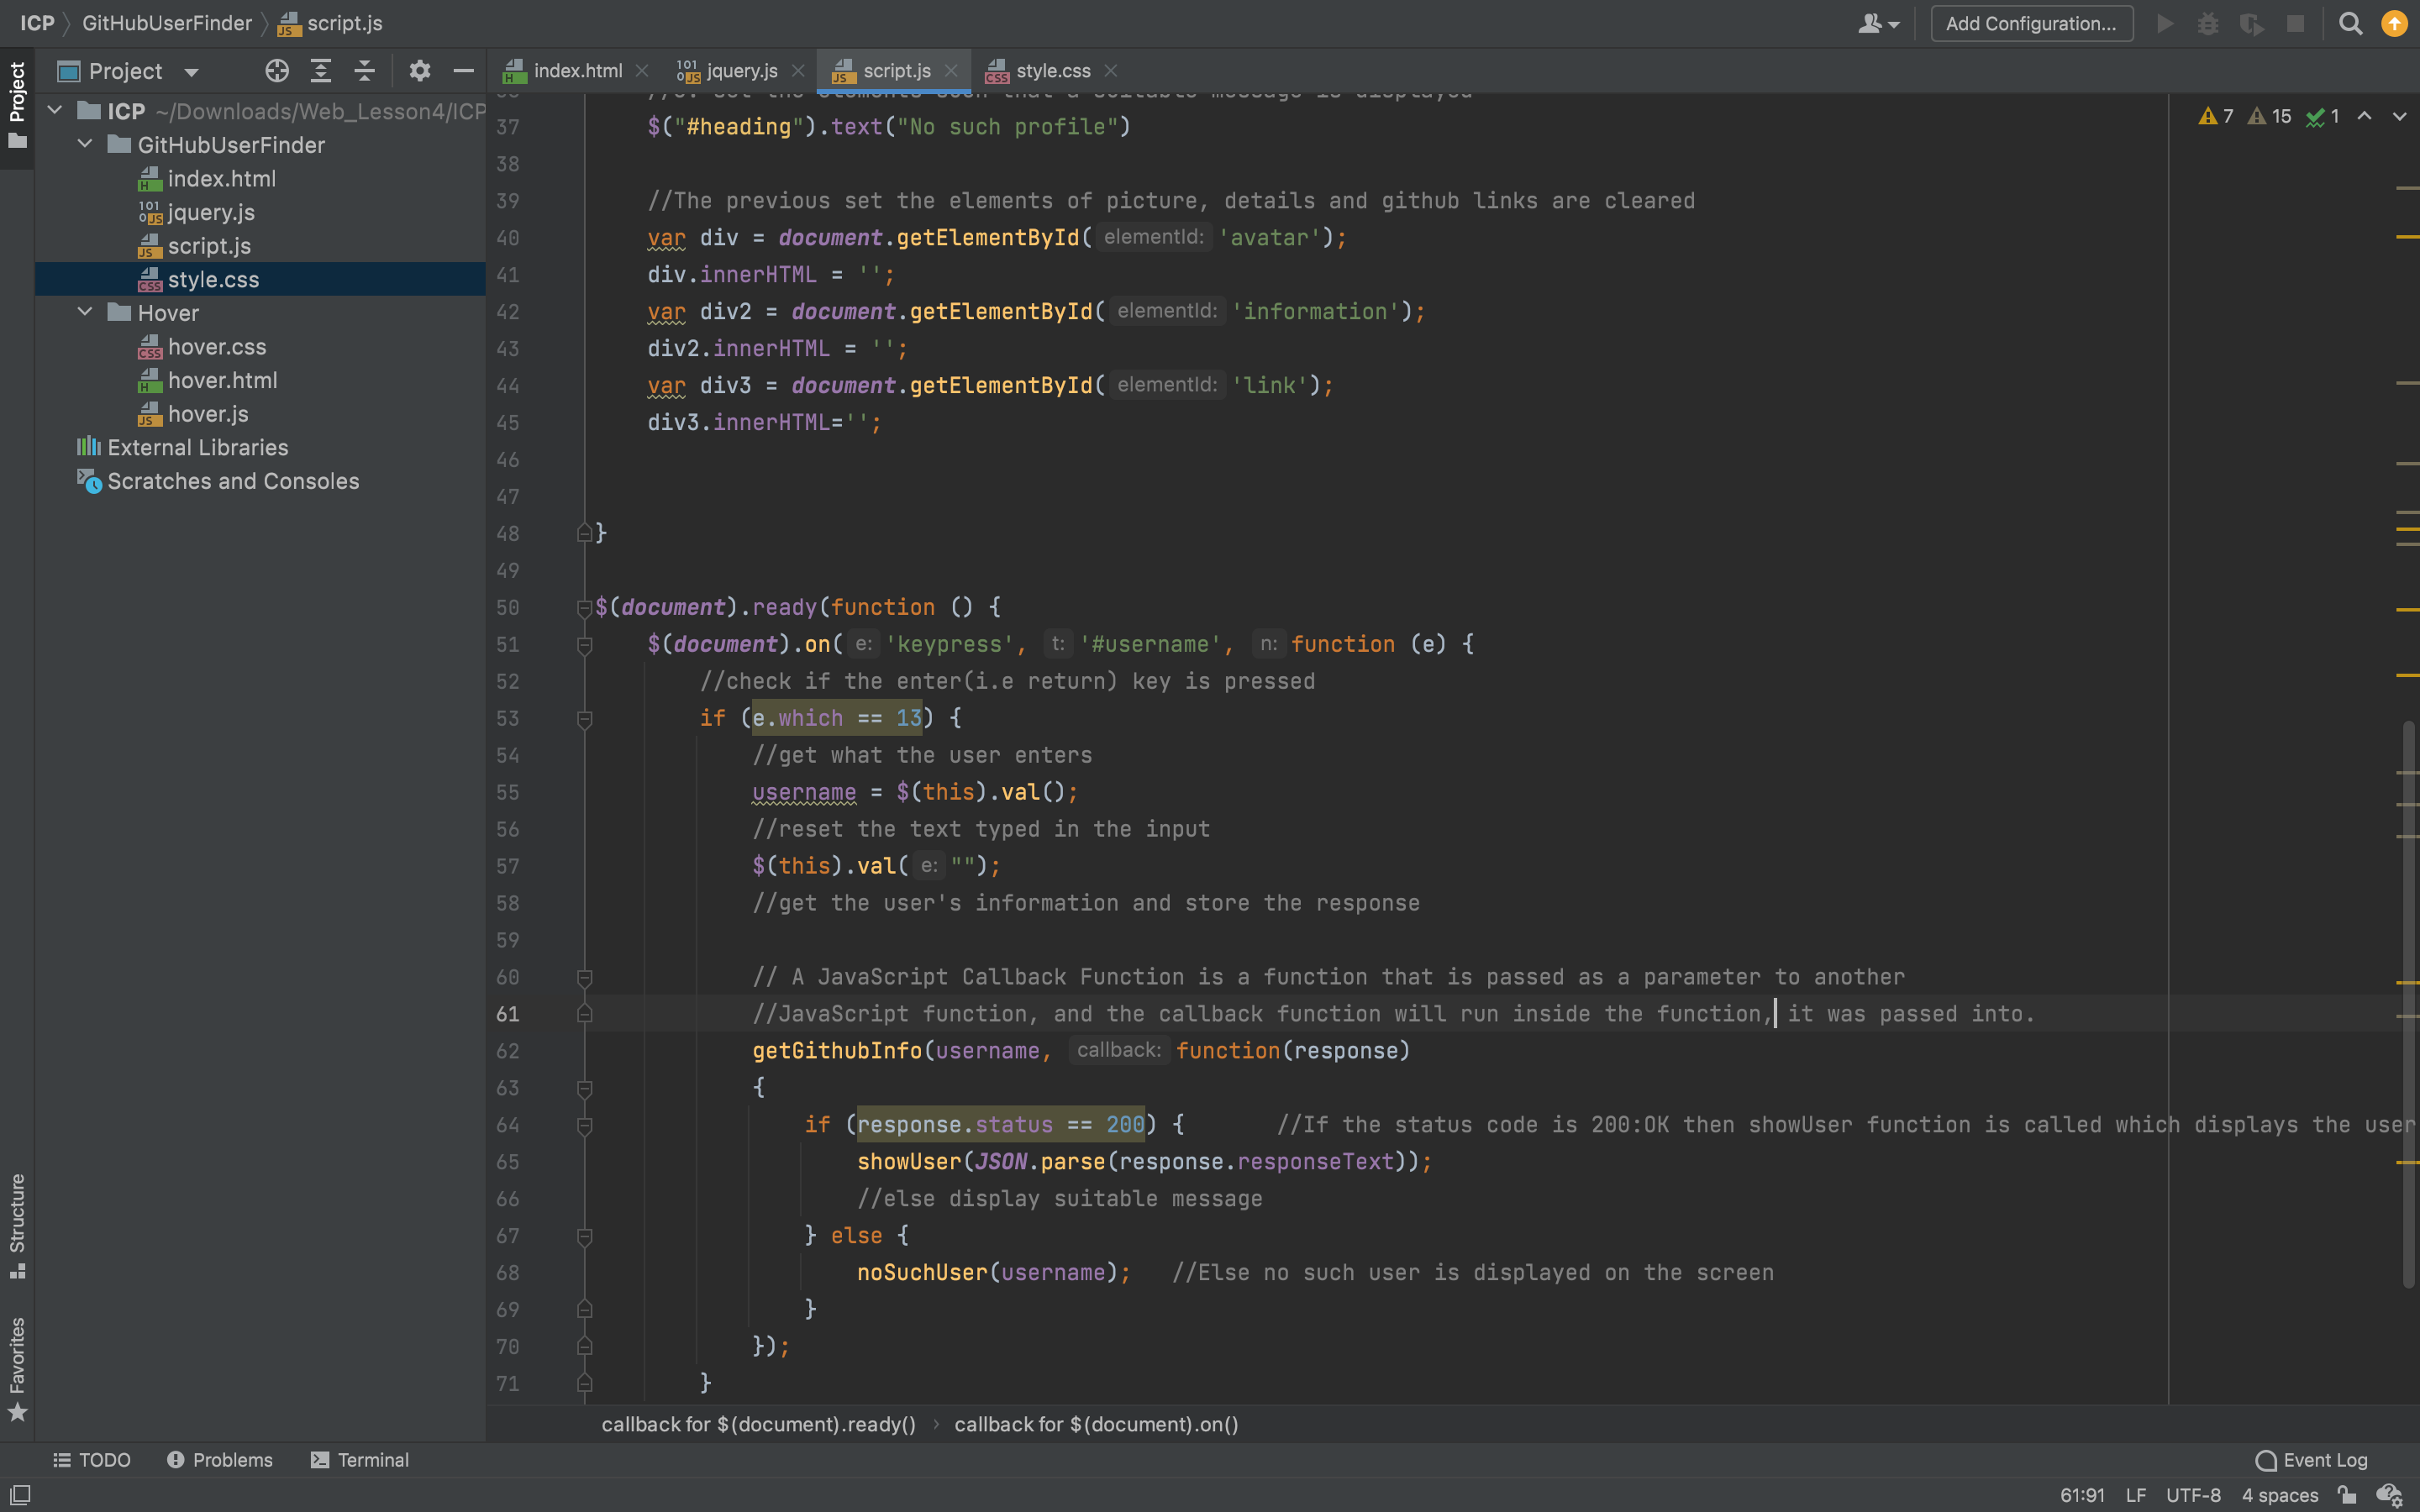 ICP GitHubUserFinder script.js
Add Configuration...
Project
Project
index.html
jquery.js
script.js
style.css
ICP ~/Downloads/Web_Lesson4/ICP
GitHubUserFinder
index.html
jquery.js
script.js
style.css
Hover
hover.css
hover.html
hover.js
External Libraries
Scratches and Consoles
7 15 1
37 $("#heading").text("No such profile")
38
39 //The previous set the elements of picture, details and github links are cleared
40 var div = document.getElementById( elementId: 'avatar');
41 div.innerHTML = '';
42 var div2 = document.getElementById( elementId: 'information');
43 div2.innerHTML = '';
44 var div3 = document.getElementById( elementId: 'link');
45 div3.innerHTML='';
46
47
48 }
49
50 $(document).ready(function () {
51 $(document).on( e: 'keypress', t: '#username', n: function (e) {
52 //check if the enter(i.e return) key is pressed
53 if (e.which == 13) {
54 //get what the user enters
55 username = $(this).val();
56 //reset the text typed in the input
57 $(this).val( e: "");
58 //get the user's information and store the response
59
60 // A JavaScript Callback Function is a function that is passed as a parameter to another
61 //JavaScript function, and the callback function will run inside the function, it was passed into.
62 getGithubInfo(username, callback: function(response)
63 {
64 if (response.status == 200) { //If the status code is 200:OK then showUser function is called which displays the user
65 showUser(JSON.parse(response.responseText));
66 //else display suitable message
67 } else {
68 noSuchUser(username); //Else no such user is displayed on the screen
69 }
70 });
71 }
callback for $(document).ready() › callback for $(document).on()
Structure
Favorites
TODO Problems Terminal Event Log
61:91 LF UTF-8 4 spaces